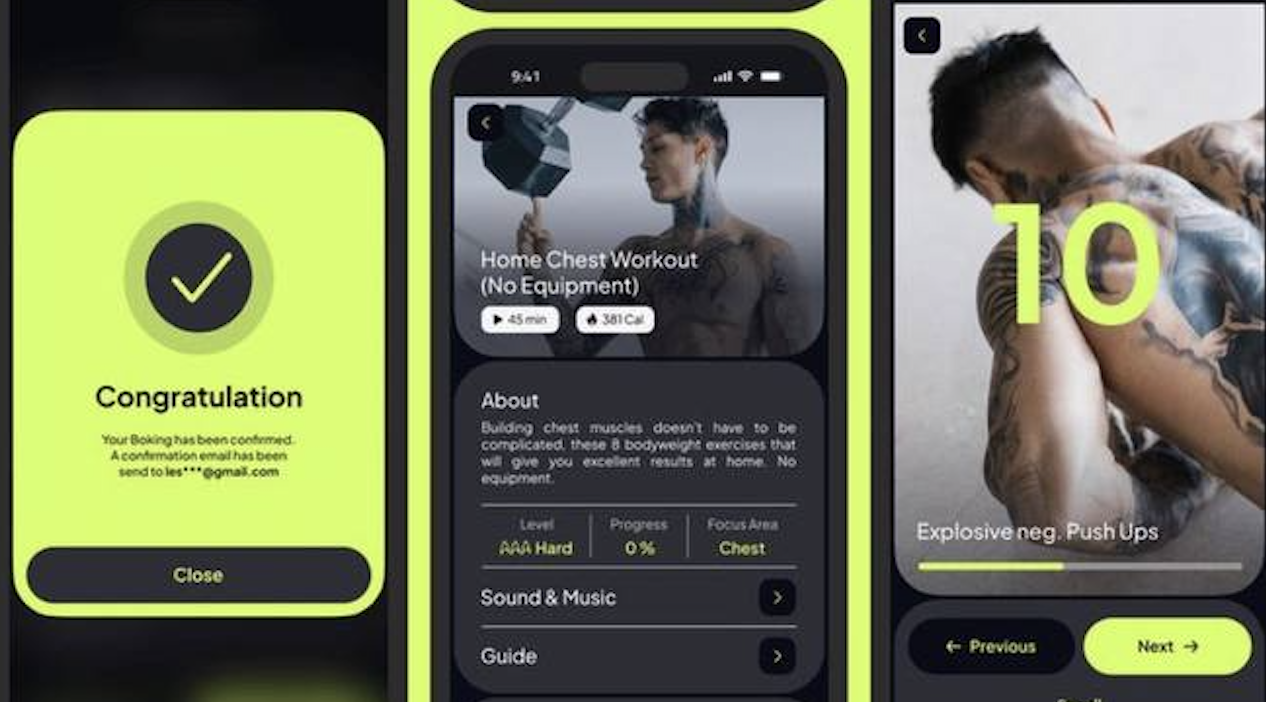 Congratulation
Your Boking has been confirmed.
A confirmation email has been
send to les***@gmail.com
Close
9:41
Home Chest Workout
(No Equipment)
45 min
381 Cal
About
Building chest muscles doesn't have to be
complicated, these 8 bodyweight exercises that
will give you excellent results at home. No
equipment.
Level
Progress
Focus Area
Hard
0 %
Chest
Sound & Music
Guide
10
Explosive neg. Push Ups
← Previous
Next →